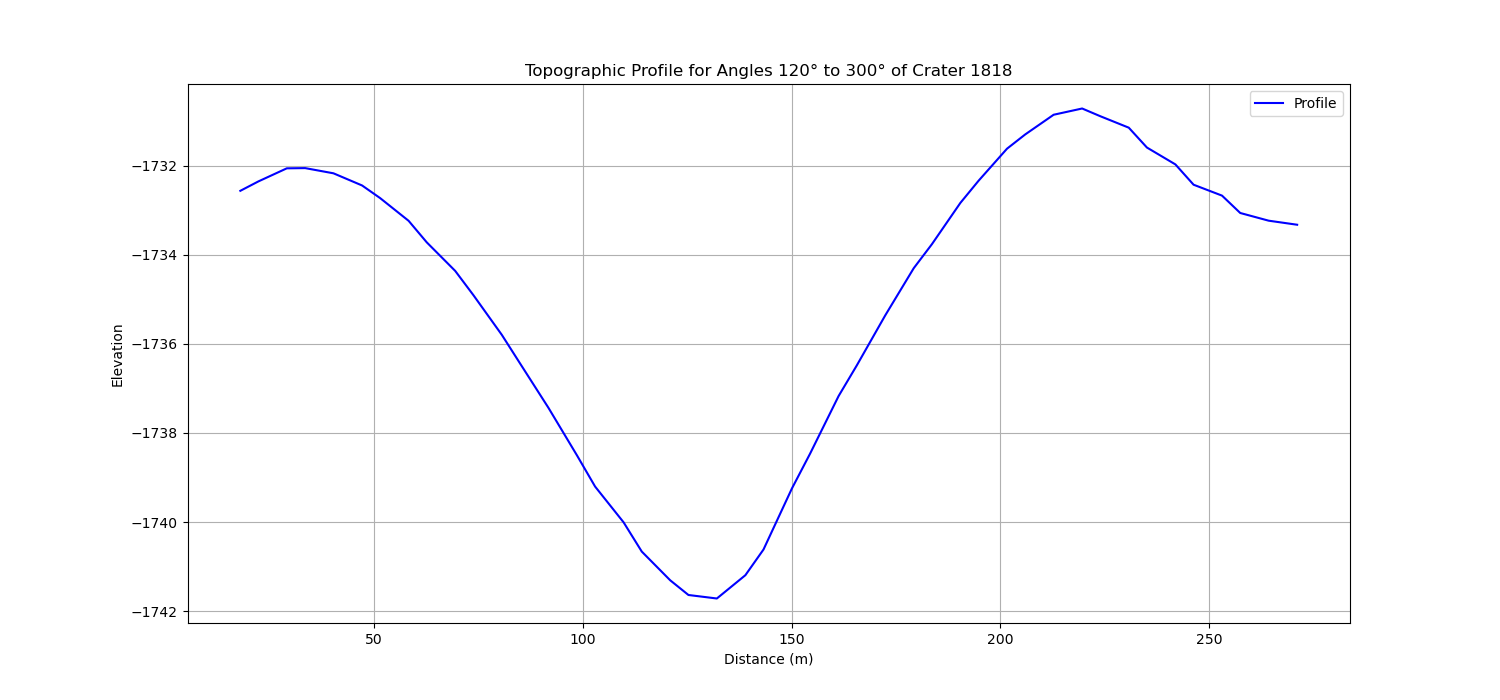 Topographic Profile for Angles 120° to 300° of Crater 1818
Profile
−1732
−1734
−1736
−1738
−1740
−1742
Elevation
50
100
150
200
250
Distance (m)